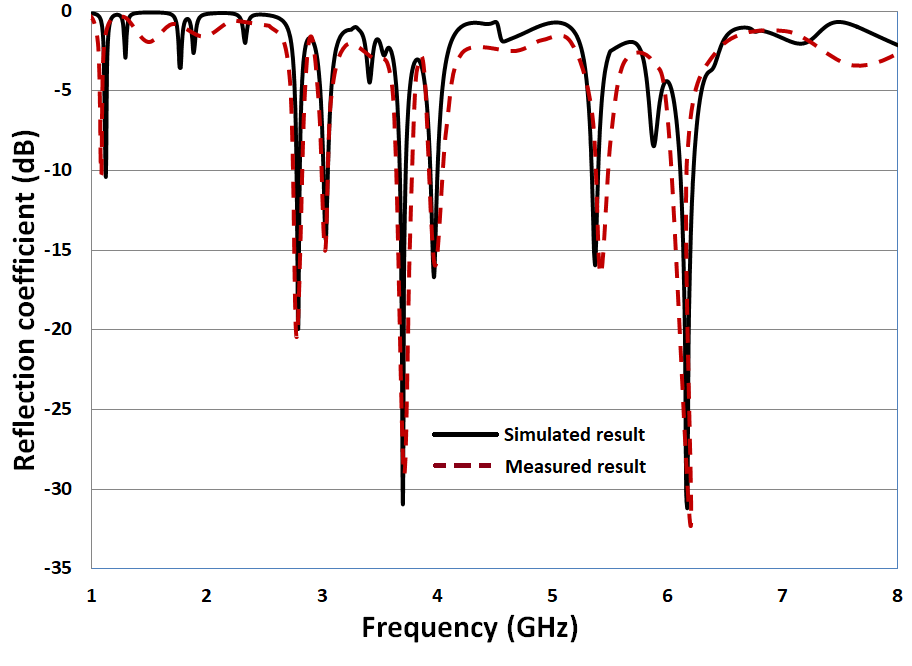 Reflection coefficient (dB)
0
-5
-10
-15
-20
-25
-30
-35
Simulated result
Measured result
1 2 3 4 5 6 7 8
Frequency (GHz)